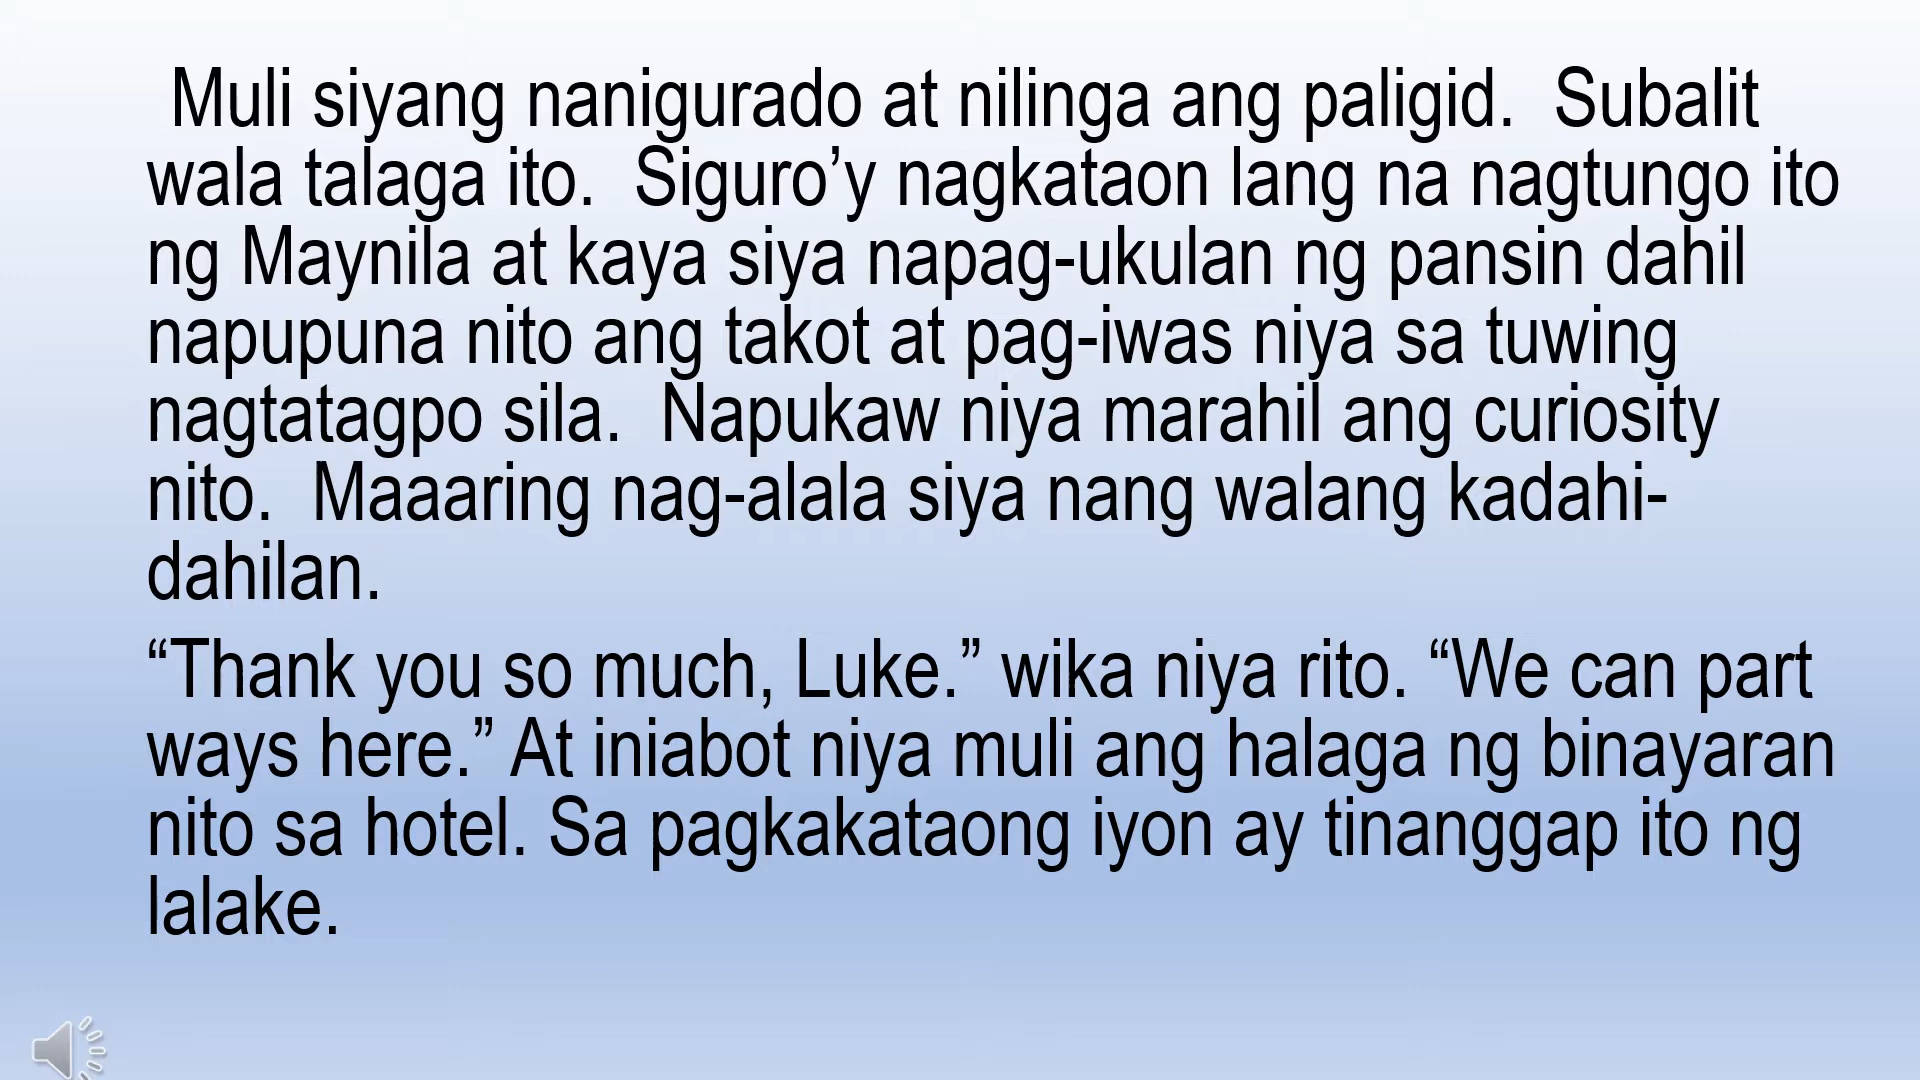 Muli siyang nanigurado at nilinga ang paligid.  Subalit
wala talaga ito.  Siguro’y nagkataon lang na nagtungo ito
ng Maynila at kaya siya napag-ukulan ng pansin dahil
napupuna nito ang takot at pag-iwas niya sa tuwing
nagtatagpo sila.  Napukaw niya marahil ang curiosity
nito.  Maaaring nag-alala siya nang walang kadahi-
dahilan.
“Thank you so much, Luke.” wika niya rito. “We can part
ways here.” At iniabot niya muli ang halaga ng binayaran
nito sa hotel. Sa pagkakataong iyon ay tinanggap ito ng
lalake.